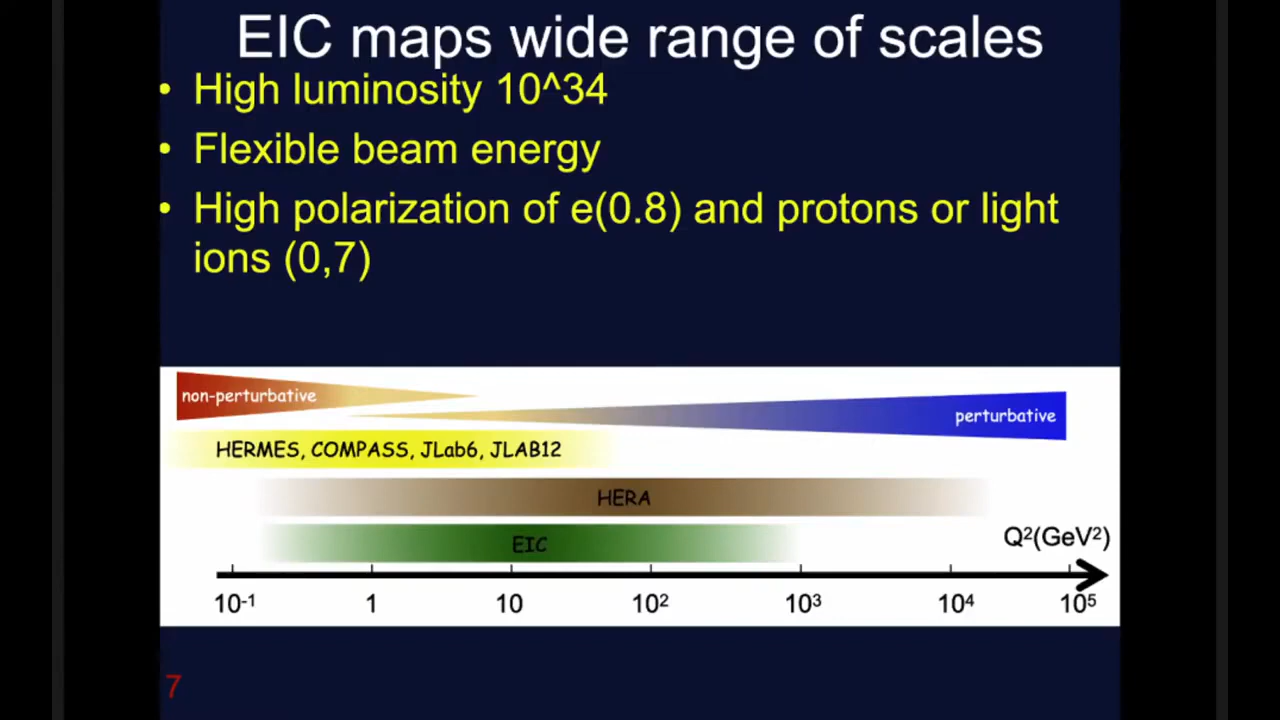 EIC maps wide range of scales
• High luminosity 10^34
• Flexible beam energy
• High polarization of e(0.8) and protons or light
ions (0,7)
non-perturbative
perturbative
HERMES, COMPASS, JLab6, JLAB12
HERA
EIC
Q²(GeV²)
10⁻¹ 1 10 10² 10³ 10⁴ 10⁵
7